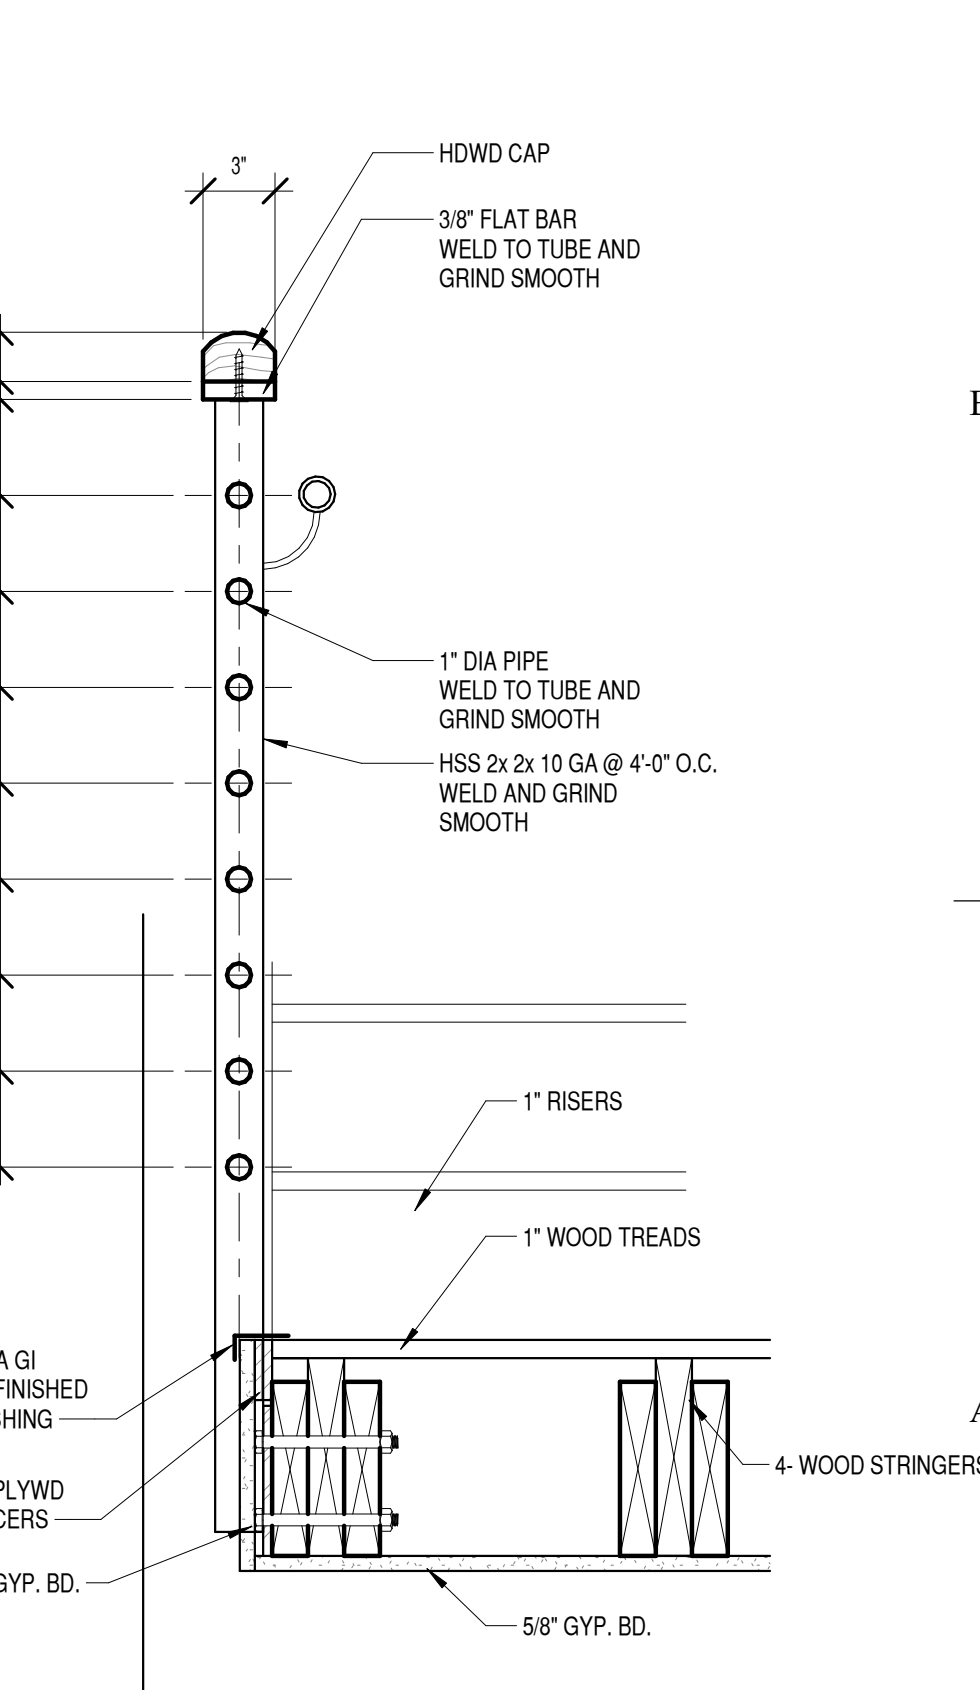 3"
HDWD CAP
3/8" FLAT BAR
WELD TO TUBE AND
GRIND SMOOTH
1" DIA PIPE
WELD TO TUBE AND
GRIND SMOOTH
HSS 2x 2x 10 GA @ 4'-0" O.C.
WELD AND GRIND
SMOOTH
1" RISERS
1" WOOD TREADS
A GI
FINISHED
SHING
4- WOOD STRINGERS
PLYWD
CERS
GYP. BD.
5/8" GYP. BD.